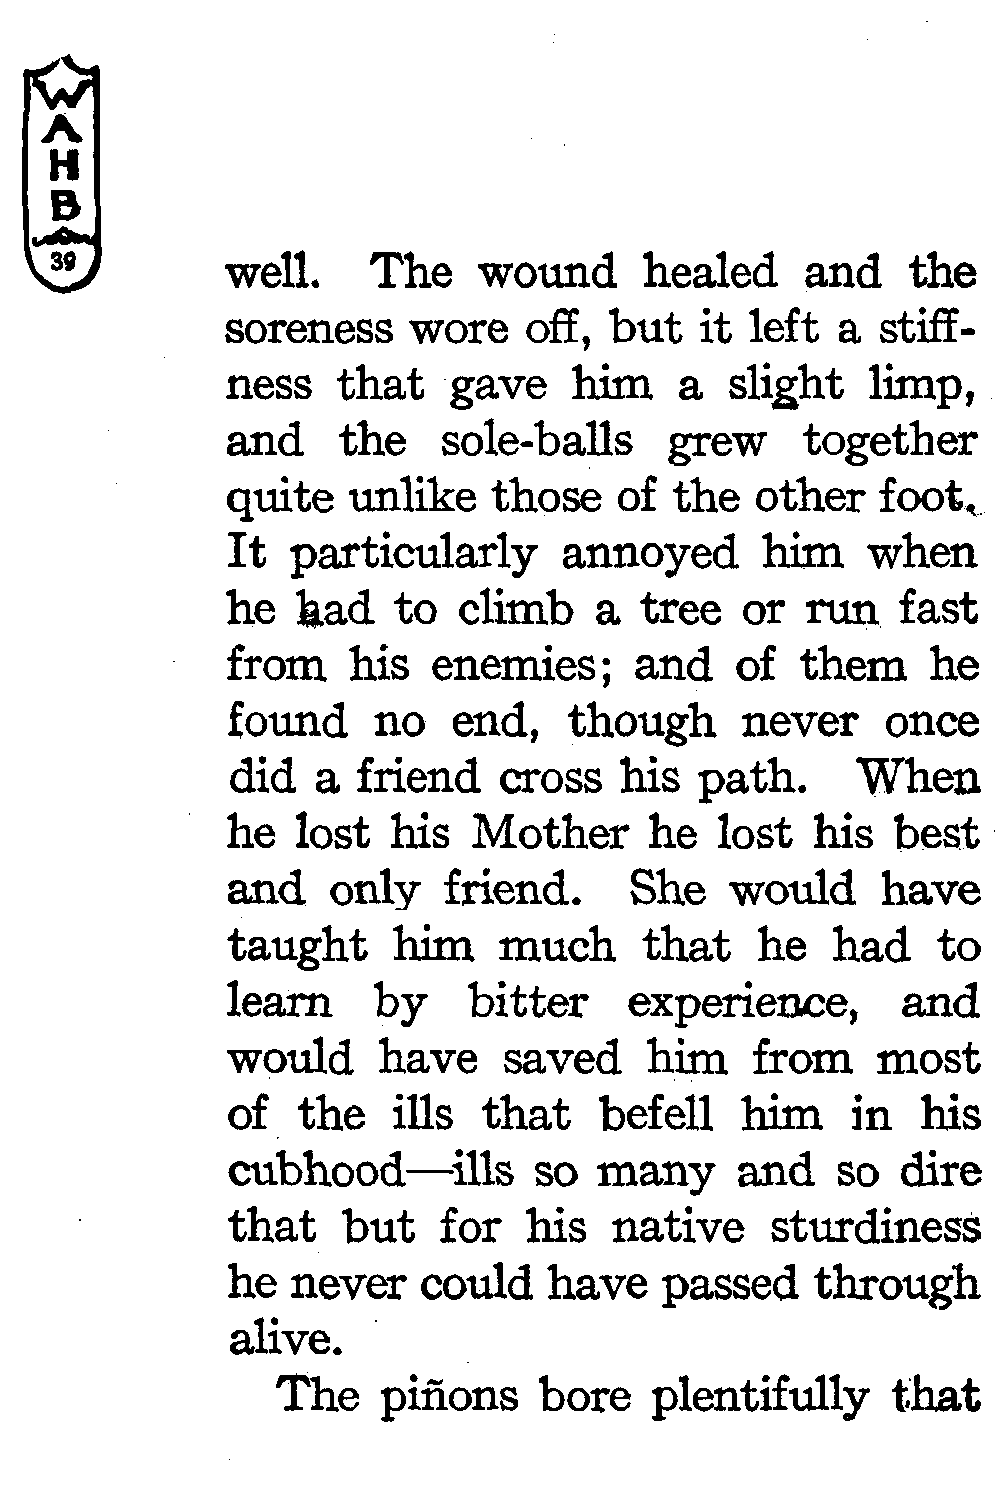 WAHB
39
well. The wound healed and the
soreness wore off, but it left a stiff-
ness that gave him a slight limp,
and the sole-balls grew together
quite unlike those of the other foot.
It particularly annoyed him when
he had to climb a tree or run fast
from his enemies; and of them he
found no end, though never once
did a friend cross his path. When
he lost his Mother he lost his best
and only friend. She would have
taught him much that he had to
learn by bitter experience, and
would have saved him from most
of the ills that befell him in his
cubhood—ills so many and so dire
that but for his native sturdiness
he never could have passed through
alive.
The piñons bore plentifully that